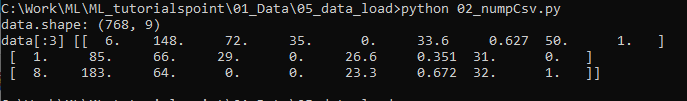 C:\Work\ML\ML_tutorialspoint\01_Data\05_data_load>python 02_numpCsv.py
data.shape: (768, 9)
data[:3] [[  6.    148.     72.     35.      0.     33.6     0.627  50.      1.   ]
 [  1.     85.     66.     29.      0.     26.6     0.351  31.      0.   ]
 [  8.    183.     64.      0.      0.     23.3     0.672  32.      1.   ]]